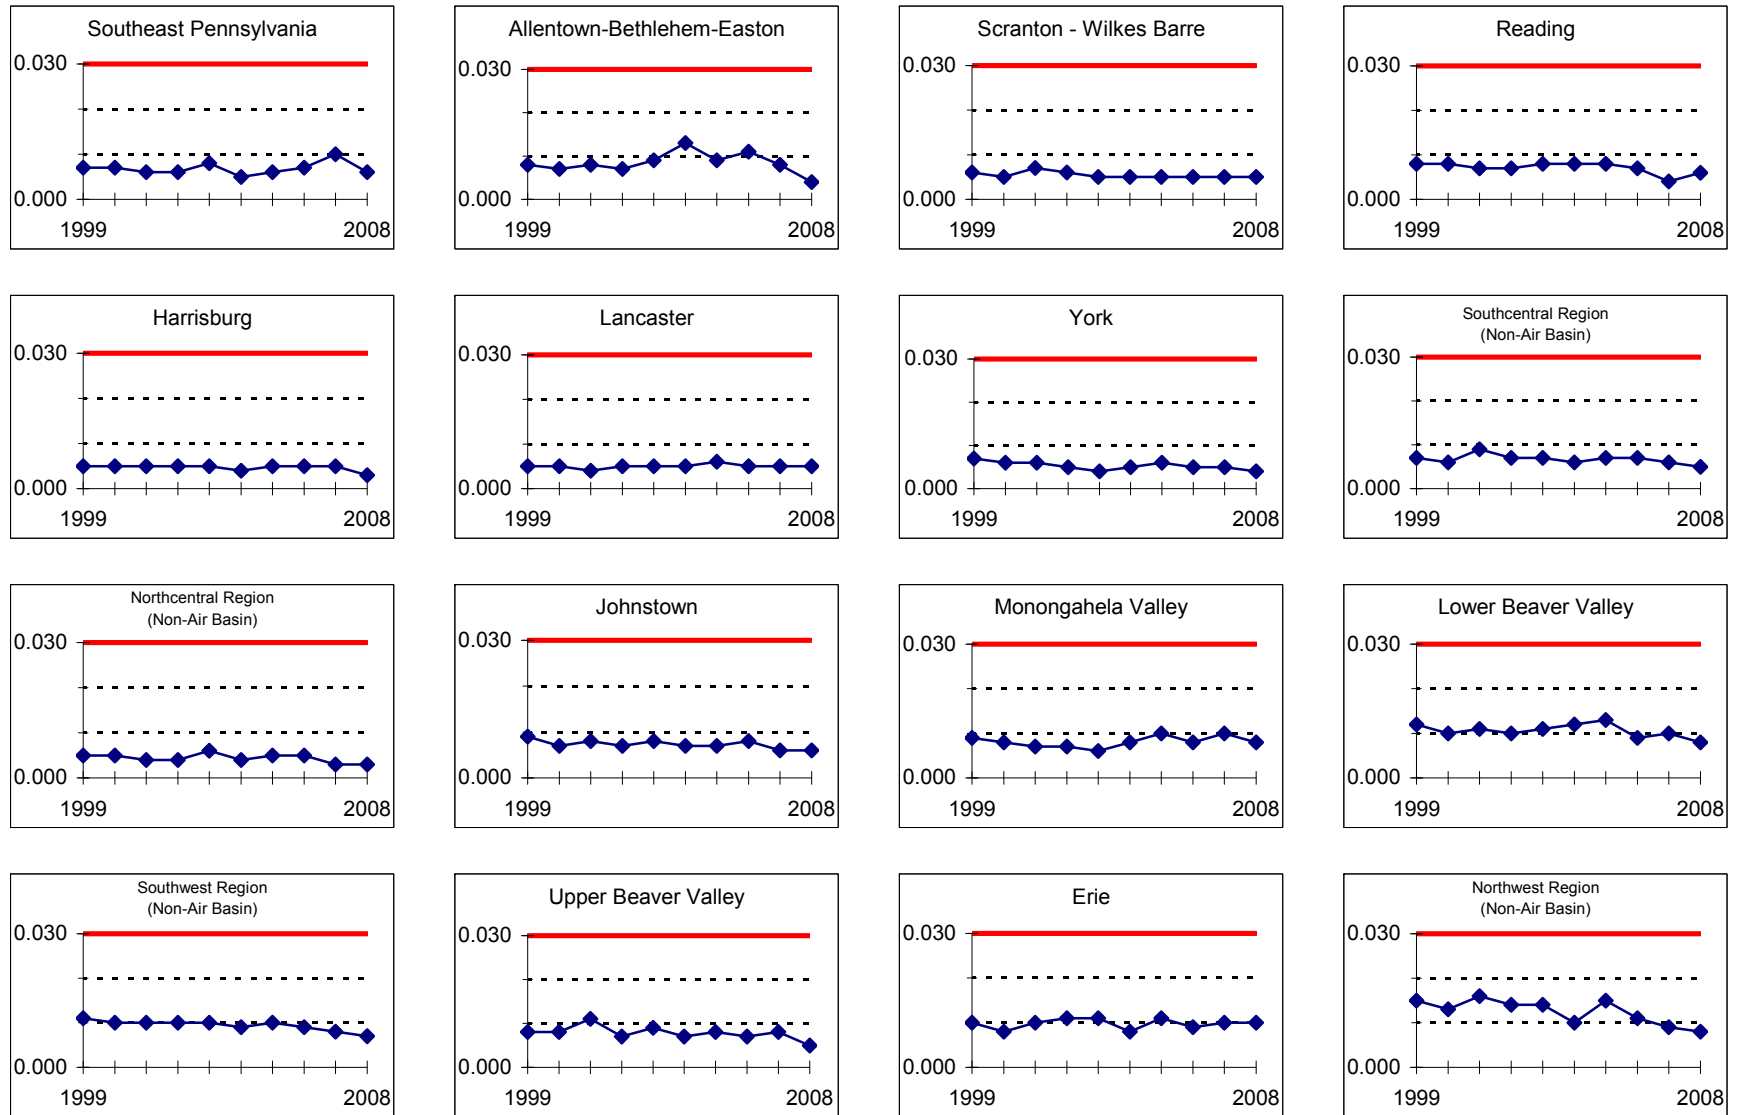 Southeast Pennsylvania
0.030
0.000
1999 2008
Allentown-Bethlehem-Easton
0.030
0.000
1999 2008
Scranton - Wilkes Barre
0.030
0.000
1999 2008
Reading
0.030
0.000
1999 2008
Harrisburg
0.030
0.000
1999 2008
Lancaster
0.030
0.000
1999 2008
York
0.030
0.000
1999 2008
Southcentral Region
(Non-Air Basin)
0.030
0.000
1999 2008
Northcentral Region
(Non-Air Basin)
0.030
0.000
1999 2008
Johnstown
0.030
0.000
1999 2008
Monongahela Valley
0.030
0.000
1999 2008
Lower Beaver Valley
0.030
0.000
1999 2008
Southwest Region
(Non-Air Basin)
0.030
0.000
1999 2008
Upper Beaver Valley
0.030
0.000
1999 2008
Erie
0.030
0.000
1999 2008
Northwest Region
(Non-Air Basin)
0.030
0.000
1999 2008